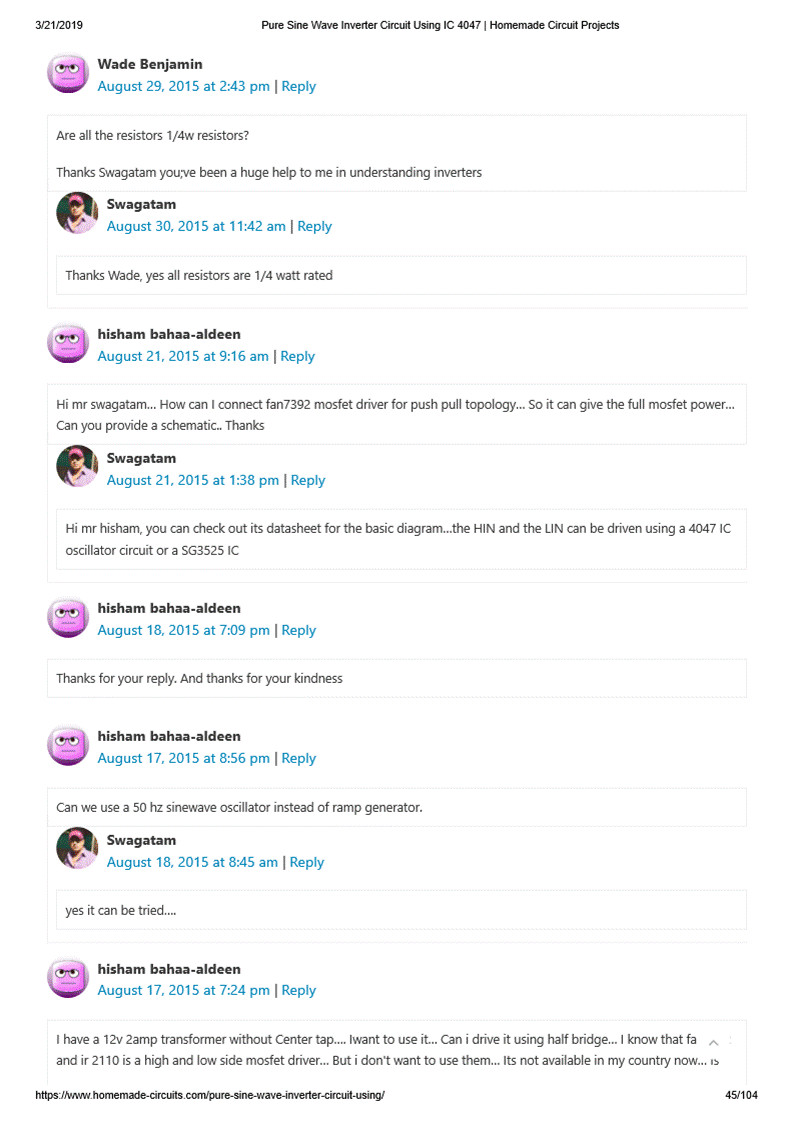 3/21/2019 Pure Sine Wave Inverter Circuit Using IC 4047 | Homemade Circuit Projects
Wade Benjamin
August 29, 2015 at 2:43 pm | Reply
Are all the resistors 1/4w resistors?
Thanks Swagatam you;ve been a huge help to me in understanding inverters
Swagatam
August 30, 2015 at 11:42 am | Reply
Thanks Wade, yes all resistors are 1/4 watt rated
hisham bahaa-aldeen
August 21, 2015 at 9:16 am | Reply
Hi mr swagatam... How can I connect fan7392 mosfet driver for push pull topology... So it can give the full mosfet power...
Can you provide a schematic.. Thanks
Swagatam
August 21, 2015 at 1:38 pm | Reply
Hi mr hisham, you can check out its datasheet for the basic diagram...the HIN and the LIN can be driven using a 4047 IC
oscillator circuit or a SG3525 IC
hisham bahaa-aldeen
August 18, 2015 at 7:09 pm | Reply
Thanks for your reply. And thanks for your kindness
hisham bahaa-aldeen
August 17, 2015 at 8:56 pm | Reply
Can we use a 50 hz sinewave oscillator instead of ramp generator.
Swagatam
August 18, 2015 at 8:45 am | Reply
yes it can be tried....
hisham bahaa-aldeen
August 17, 2015 at 7:24 pm | Reply
I have a 12v 2amp transformer without Center tap.... Iwant to use it... Can i drive it using half bridge... I know that fa
and ir 2110 is a high and low side mosfet driver... But i don't want to use them... Its not available in my country now... is
https://www.homemade-circuits.com/pure-sine-wave-inverter-circuit-using/ 45/104